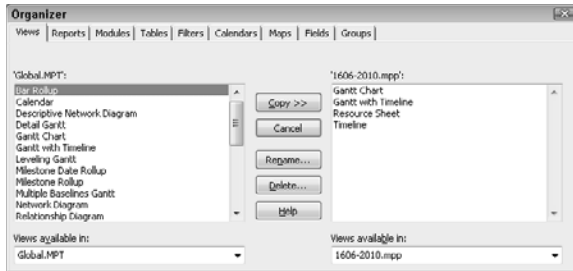 Organizer
Views Reports Modules Tables Filters Calendars Maps Fields Groups
'Global.MPT':
Bar Rollup
Calendar
Descriptive Network Diagram
Detail Gantt
Gantt Chart
Gantt with Timeline
Leveling Gantt
Milestone Date Rollup
Milestone Rollup
Multiple Baselines Gantt
Network Diagram
Relationship Diagram
Copy >>
Cancel
Rename...
Delete...
Help
'1606-2010.mpp':
Gantt Chart
Gantt with Timeline
Resource Sheet
Timeline
Views available in:
Global.MPT
Views available in:
1606-2010.mpp